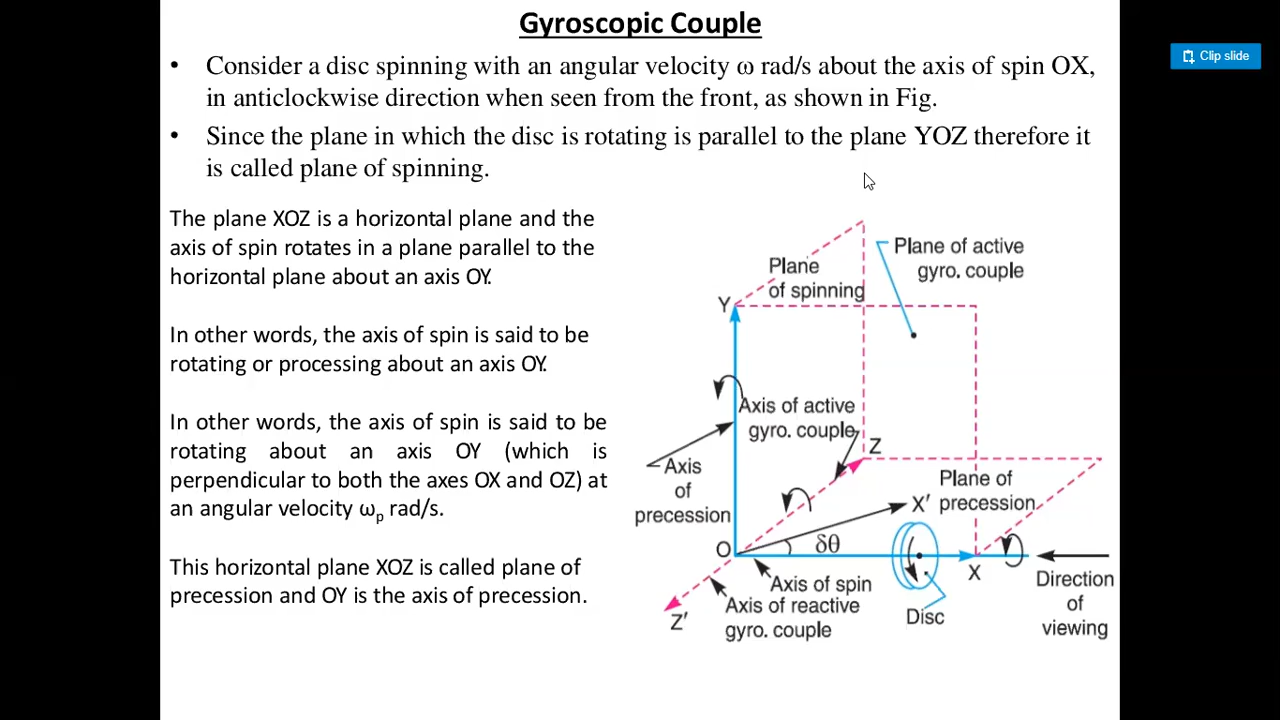 Gyroscopic Couple
Clip slide
• Consider a disc spinning with an angular velocity ω rad/s about the axis of spin OX,
in anticlockwise direction when seen from the front, as shown in Fig.
• Since the plane in which the disc is rotating is parallel to the plane YOZ therefore it
is called plane of spinning.
The plane XOZ is a horizontal plane and the
axis of spin rotates in a plane parallel to the
horizontal plane about an axis OY.
In other words, the axis of spin is said to be
rotating or processing about an axis OY.
In other words, the axis of spin is said to be
rotating about an axis OY (which is
perpendicular to both the axes OX and OZ) at
an angular velocity ωp rad/s.
This horizontal plane XOZ is called plane of
precession and OY is the axis of precession.
Plane of active
gyro. couple
Plane
of spinning
Y
Axis of active
gyro. couple
Z
Axis
of
precession
Plane of
precession
X′
O
δθ
X
Axis of spin
Axis of reactive
gyro. couple
Z′
Disc
Direction
of
viewing